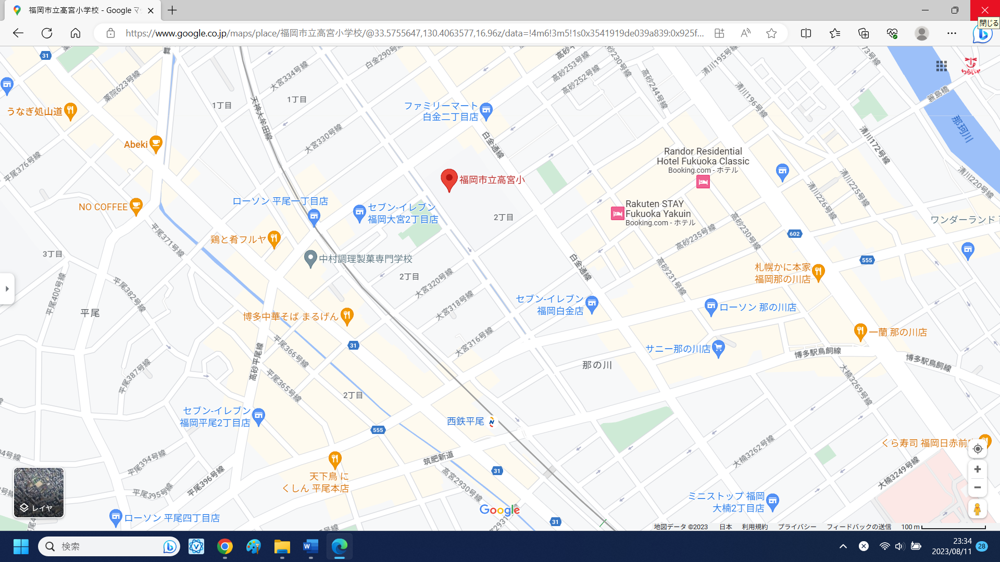 福岡市立高宮小学校 - Google マ
閉じる
https://www.google.co.jp/maps/place/福岡市立高宮小学校/@33.5755647,130.4063577,16.96z/data=!4m6!3m5!1s0x3541919de039a839:0x925f...
31
薬院623号線
大宮334号線
白金290号線
高砂253号線
高砂252号線
高砂230号線
高砂244号線
清川195号線
清川196号線
わらいや
簑島橋
那珂川
清川172号線
うなぎ処山道
1丁目
1丁目
天神大牟田線
大宮330号線
ファミリーマート
白金二丁目店
白金通線
Abeki
平尾376号線
Randor Residential
Hotel Fukuoka Classic
Booking.com - ホテル
清川225号線
清川226号線
清川220号線
福岡市立高宮小
NO COFFEE
ローソン 平尾一丁目店
セブン-イレブン
福岡大宮2丁目店
2丁目
Rakuten STAY
Fukuoka Yakuin
Booking.com - ホテル
高砂235号線
高砂230号線
602
ワンダーランド
平尾371号線
鶏と肴フルヤ
3丁目
中村調理製菓専門学校
2丁目
大宮320号線
白金通線
高砂231号線
札幌かに本家
福岡那の川店
555
平尾400号線
平尾382号線
平尾
大宮318号線
セブン-イレブン
福岡白金店
ローソン 那の川店
博多中華そば まるげん
大宮316号線
31
一蘭 那の川店
サニー那の川店
博多駅鳥飼線
博多駅鳥飼線
平尾366号線
高砂平尾線
平尾387号線
平尾365号線
那の川
大楠3269号線
2丁目
セブン-イレブン
福岡平尾2丁目店
西鉄平尾
555
くら寿司 福岡日赤前
大楠3262号線
筑肥新道
平尾394号線
31
大楠3249号線
天下鳥 に
くしん 平尾本店
平尾396号線
平尾395号線
高宮2930号線
ミニストップ 福岡
大楠2丁目店
レイヤ
Google
ローソン 平尾四丁目店
31
地図データ ©2023 日本 利用規約 プライバシー フィードバックの送信 100 m
検索
23:34
2023/08/11
28